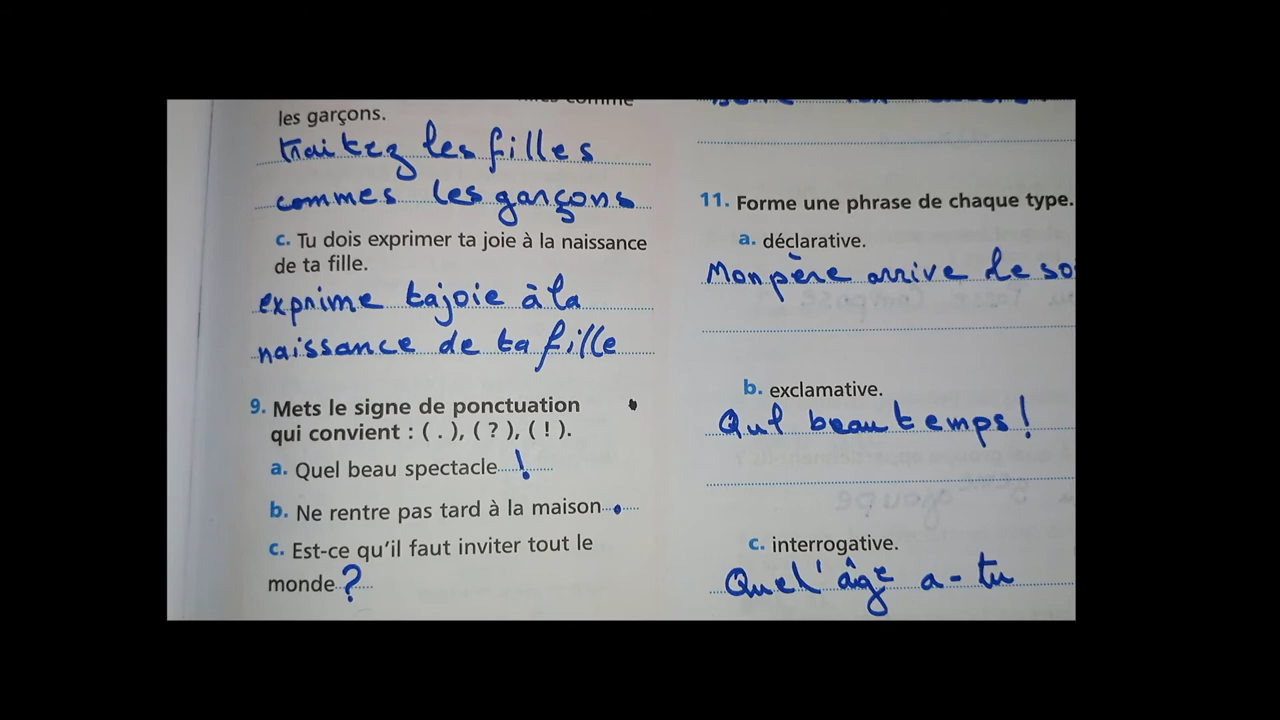 les garçons.
traitez les filles
commes les garçons
c. Tu dois exprimer ta joie à la naissance
de ta fille.
exprime tajoie à la
naissance de ta fille
9. Mets le signe de ponctuation
qui convient : ( . ), ( ? ), ( ! ).
a. Quel beau spectacle......!......
b. Ne rentre pas tard à la maison...•.....
c. Est-ce qu'il faut inviter tout le
monde..?....
11. Forme une phrase de chaque type.
a. déclarative.
Mon père arrive de so
b. exclamative.
Qul beau temps !
c. interrogative.
Quel'âge a-tu